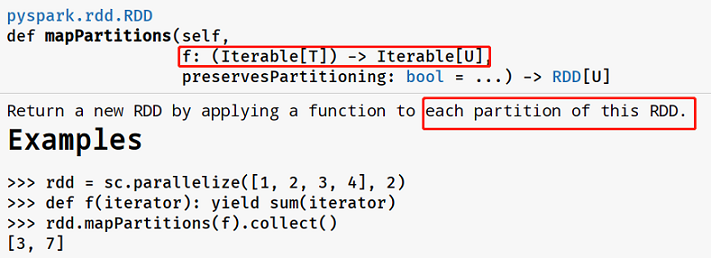 pyspark.rdd.RDD
def mapPartitions(self,
f: (Iterable[T]) -> Iterable[U],
preservesPartitioning: bool = ...) -> RDD[U]
Return a new RDD by applying a function to each partition of this RDD.
Examples
>>> rdd = sc.parallelize([1, 2, 3, 4], 2)
>>> def f(iterator): yield sum(iterator)
>>> rdd.mapPartitions(f).collect()
[3, 7]